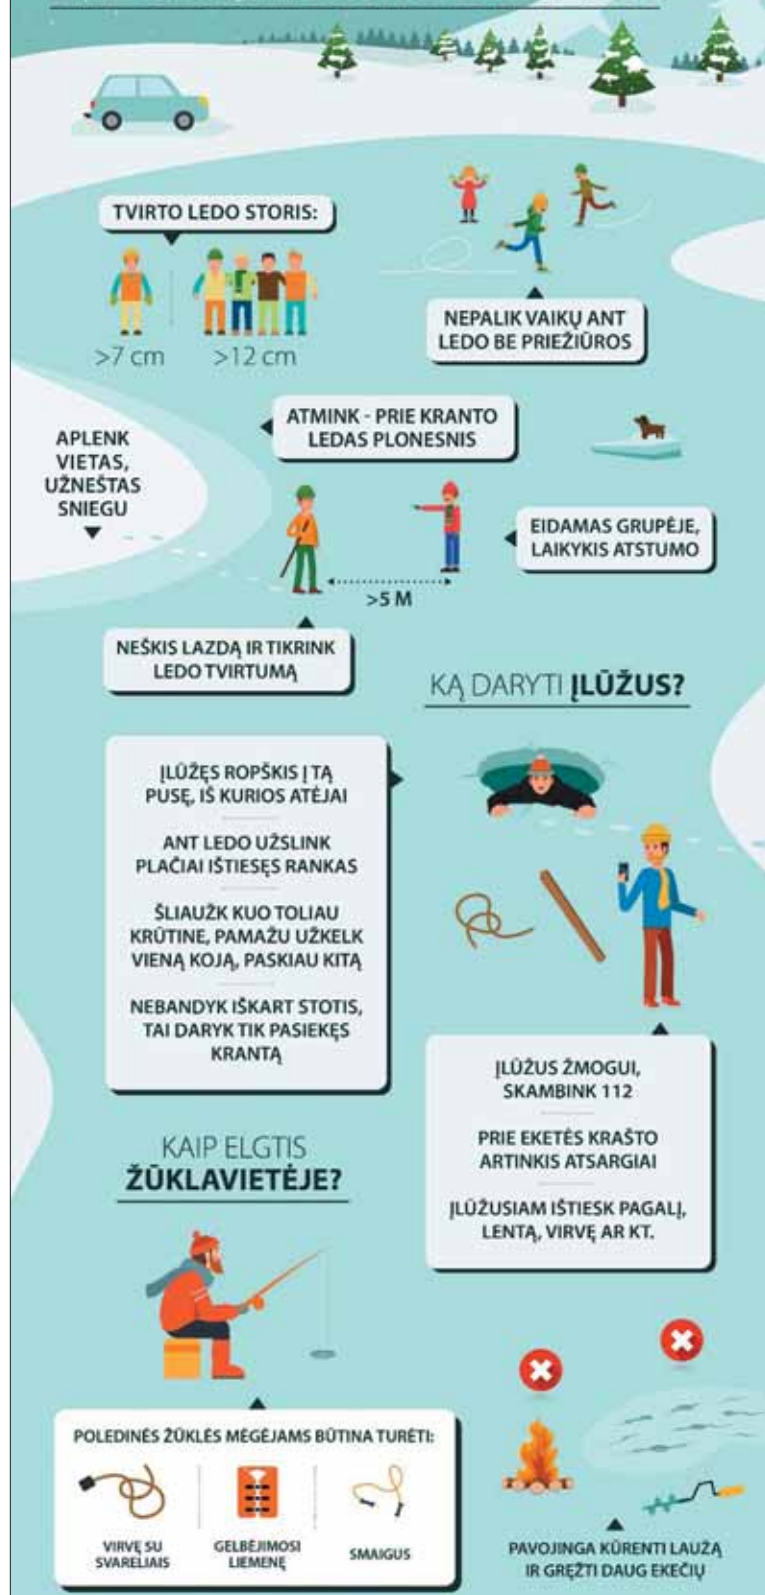 TVIRTO LEDO STORIS:
>7 cm
>12 cm
NEPALIK VAIKŲ ANT
LEDO BE PRIEŽIŪROS
ATMINK - PRIE KRANTO
LEDAS PLONESNIS
APLENK
VIETAS,
UŽNEŠTAS
SNIEGU
EIDAMAS GRUPĖJE,
LAIKYKIS ATSTUMO
>5 M
NEŠKIS LAZDĄ IR TIKRINK
LEDO TVIRTUMĄ
KĄ DARYTI ĮLŪŽUS?
ĮLŪŽĘS ROPŠKIS Į TĄ
PUSĘ, IŠ KURIOS ATĖJAI
ANT LEDO UŽSLINK
PLAČIAI IŠTIESĘS RANKAS
ŠLIAUŽK KUO TOLIAU
KRŪTINE, PAMAŽU UŽKELK
VIENĄ KOJĄ, PASKIAU KITĄ
NEBANDYK IŠKART STOTIS,
TAI DARYK TIK PASIEKĘS
KRANTĄ
ĮLŪŽUS ŽMOGUI,
SKAMBINK 112
PRIE EKETĖS KRAŠTO
ARTINKIS ATSARGIAI
ĮLŪŽUSIAM IŠTIESK PAGALĮ,
LENTĄ, VIRVĘ AR KT.
KAIP ELGTIS
ŽŪKLAVIETĖJE?
POLEDINĖS ŽŪKLĖS MĖGĖJAMS BŪTINA TURĖTI:
VIRVĘ SU
SVARELIAIS
GELBĖJIMOSI
LIEMENĘ
SMAIGUS
PAVOJINGA KŪRENTI LAUŽĄ
IR GRĘŽTI DAUG EKEČIŲ